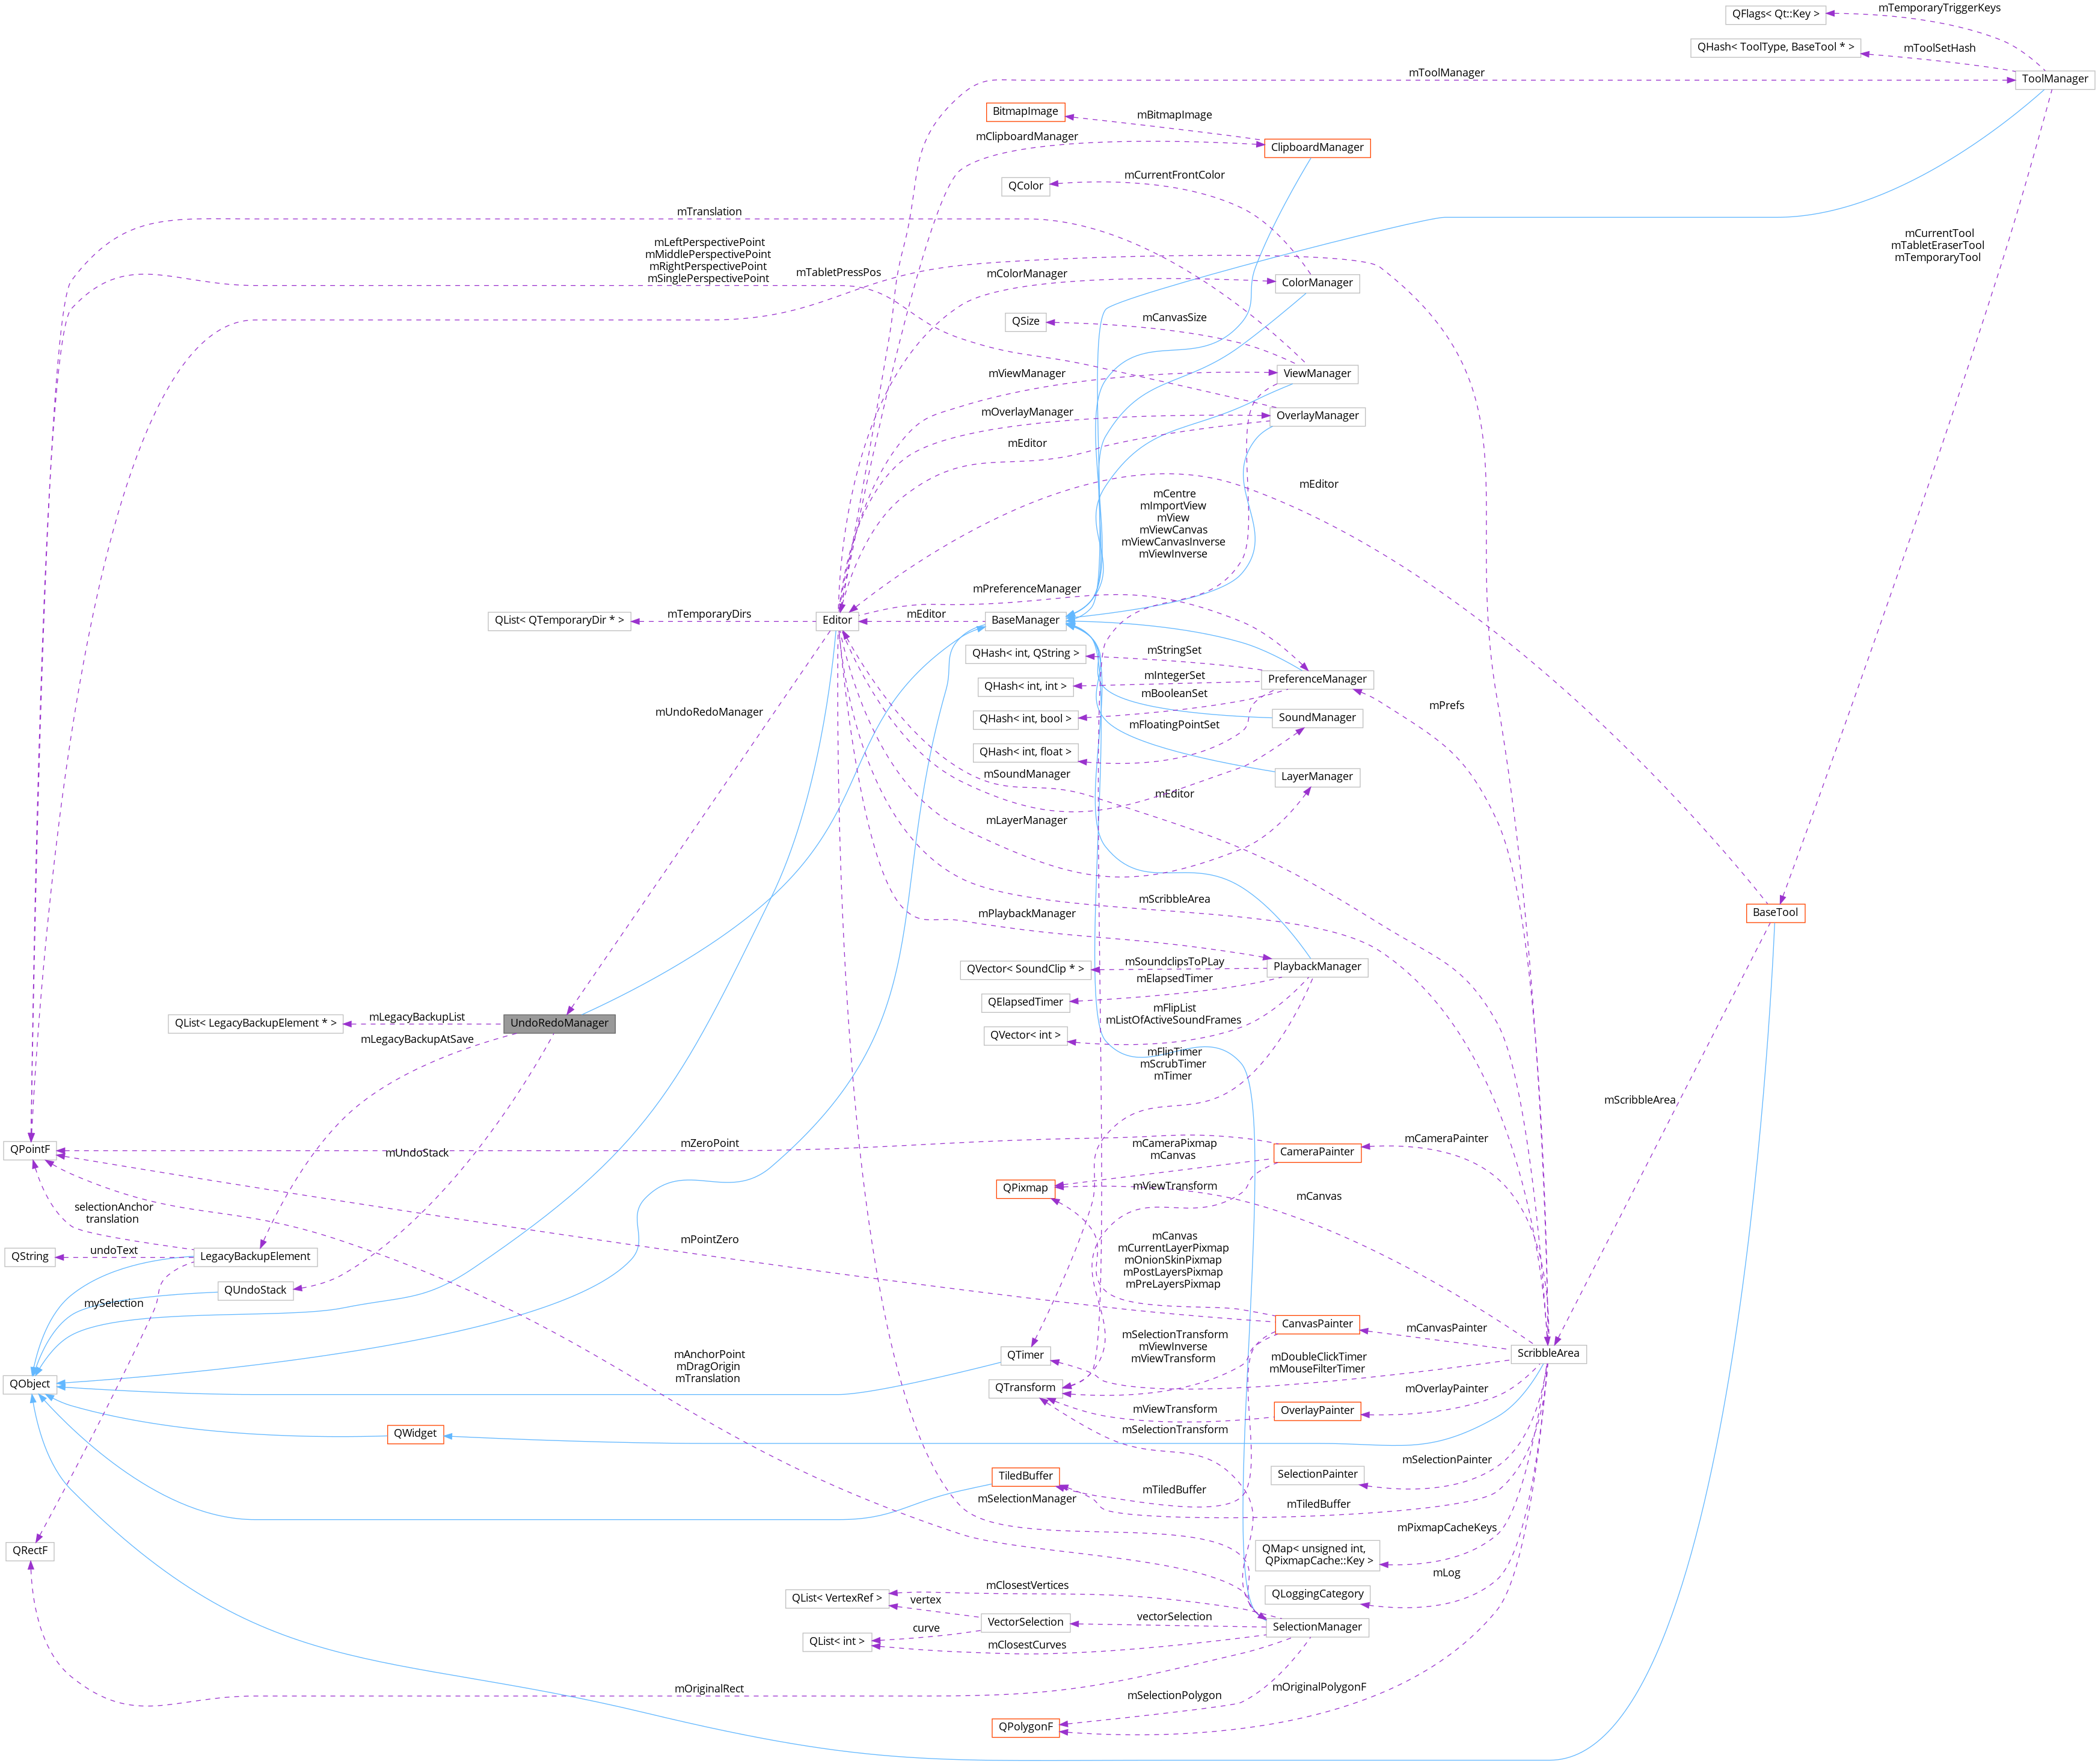 QFlags< Qt::Key >
mTemporaryTriggerKeys
QHash< ToolType, BaseTool * >
mToolSetHash
mToolManager
ToolManager
BitmapImage
mBitmapImage
mClipboardManager
ClipboardManager
QColor
mCurrentFrontColor
mTranslation
mCurrentTool
mTabletEraserTool
mTemporaryTool
mLeftPerspectivePoint
mMiddlePerspectivePoint
mRightPerspectivePoint
mSinglePerspectivePoint
mTabletPressPos
mColorManager
ColorManager
QSize
mCanvasSize
mViewManager
ViewManager
mOverlayManager
OverlayManager
mEditor
mEditor
mCentre
mImportView
mView
mViewCanvas
mViewCanvasInverse
mViewInverse
mPreferenceManager
QList< QTemporaryDir * >
mTemporaryDirs
Editor
mEditor
BaseManager
QHash< int, QString >
mStringSet
QHash< int, int >
mIntegerSet
PreferenceManager
mUndoRedoManager
QHash< int, bool >
mBooleanSet
SoundManager
mPrefs
QHash< int, float >
mFloatingPointSet
mSoundManager
LayerManager
mEditor
mLayerManager
mScribbleArea
mPlaybackManager
BaseTool
QVector< SoundClip * >
mSoundclipsToPLay
PlaybackManager
QElapsedTimer
mElapsedTimer
QList< LegacyBackupElement * >
mLegacyBackupList
UndoRedoManager
mLegacyBackupAtSave
QVector< int >
mFlipList
mListOfActiveSoundFrames
mFlipTimer
mScrubTimer
mTimer
mScribbleArea
QPointF
mUndoStack
mZeroPoint
mCameraPixmap
mCanvas
CameraPainter
mCameraPainter
QPixmap
mViewTransform
mCanvas
selectionAnchor
translation
QString
undoText
LegacyBackupElement
mPointZero
mCanvas
mCurrentLayerPixmap
mOnionSkinPixmap
mPostLayersPixmap
mPreLayersPixmap
QUndoStack
mySelection
CanvasPainter
mCanvasPainter
mSelectionTransform
mViewInverse
mViewTransform
QTimer
mDoubleClickTimer
mMouseFilterTimer
ScribbleArea
QObject
mAnchorPoint
mDragOrigin
mTranslation
QTransform
mOverlayPainter
OverlayPainter
mViewTransform
QWidget
mSelectionTransform
mSelectionPainter
SelectionPainter
TiledBuffer
mTiledBuffer
mSelectionManager
mTiledBuffer
mPixmapCacheKeys
QRectF
QMap< unsigned int,
QPixmapCache::Key >
mLog
QLoggingCategory
QList< VertexRef >
mClosestVertices
vertex
VectorSelection
vectorSelection
SelectionManager
QList< int >
curve
mClosestCurves
mOriginalRect
mSelectionPolygon
mOriginalPolygonF
QPolygonF